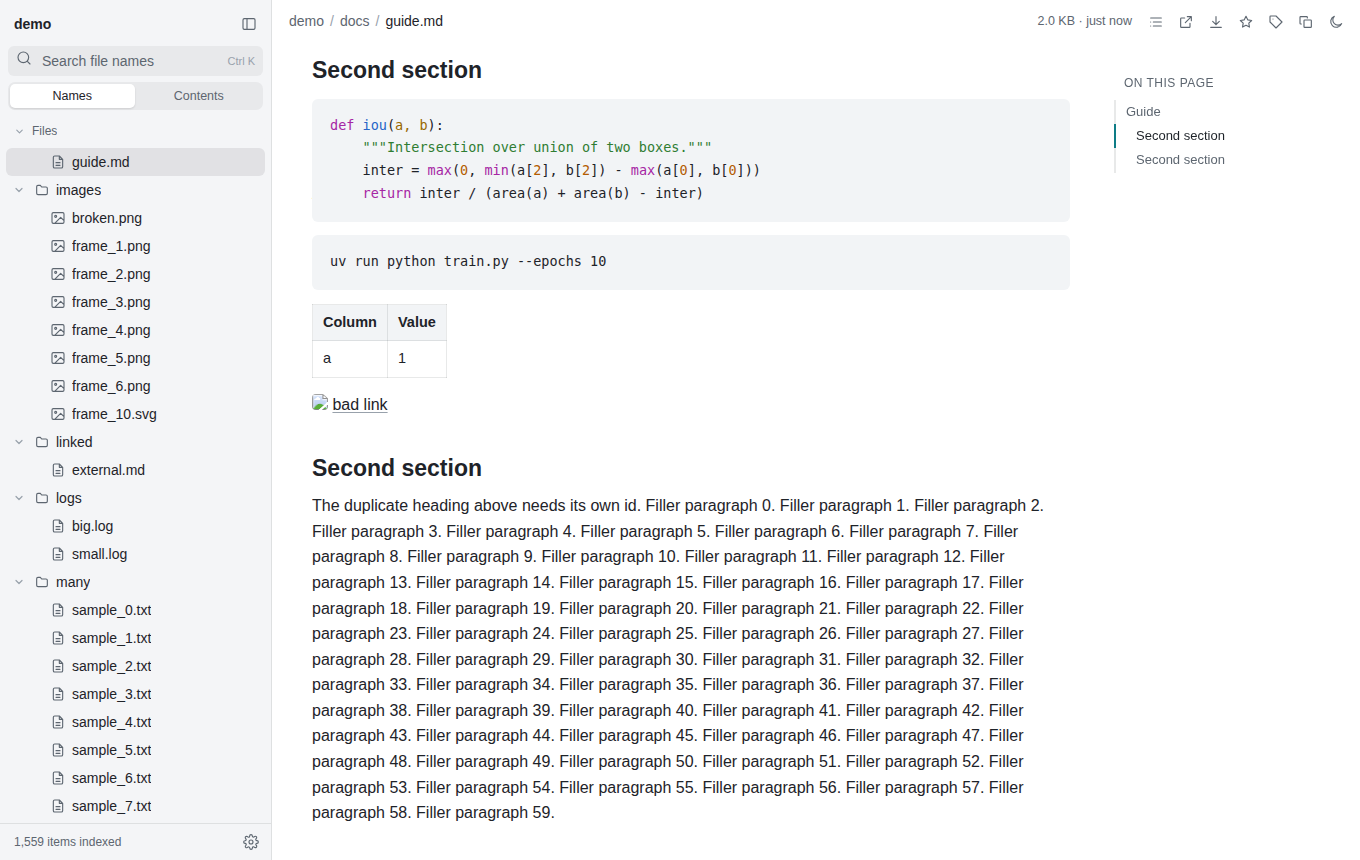 demo
Search file names Ctrl K
Names Contents
Files
guide.md
images
broken.png
frame_1.png
frame_2.png
frame_3.png
frame_4.png
frame_5.png
frame_6.png
frame_10.svg
linked
external.md
logs
big.log
small.log
many
sample_0.txt
sample_1.txt
sample_2.txt
sample_3.txt
sample_4.txt
sample_5.txt
sample_6.txt
sample_7.txt
1,559 items indexed
demo / docs / guide.md
2.0 KB · just now
Second section
def iou(a, b):
    """Intersection over union of two boxes."""
    inter = max(0, min(a[2], b[2]) - max(a[0], b[0]))
    return inter / (area(a) + area(b) - inter)
uv run python train.py --epochs 10
Column Value
a 1
bad link
Second section
The duplicate heading above needs its own id. Filler paragraph 0. Filler paragraph 1. Filler paragraph 2.
Filler paragraph 3. Filler paragraph 4. Filler paragraph 5. Filler paragraph 6. Filler paragraph 7. Filler
paragraph 8. Filler paragraph 9. Filler paragraph 10. Filler paragraph 11. Filler paragraph 12. Filler
paragraph 13. Filler paragraph 14. Filler paragraph 15. Filler paragraph 16. Filler paragraph 17. Filler
paragraph 18. Filler paragraph 19. Filler paragraph 20. Filler paragraph 21. Filler paragraph 22. Filler
paragraph 23. Filler paragraph 24. Filler paragraph 25. Filler paragraph 26. Filler paragraph 27. Filler
paragraph 28. Filler paragraph 29. Filler paragraph 30. Filler paragraph 31. Filler paragraph 32. Filler
paragraph 33. Filler paragraph 34. Filler paragraph 35. Filler paragraph 36. Filler paragraph 37. Filler
paragraph 38. Filler paragraph 39. Filler paragraph 40. Filler paragraph 41. Filler paragraph 42. Filler
paragraph 43. Filler paragraph 44. Filler paragraph 45. Filler paragraph 46. Filler paragraph 47. Filler
paragraph 48. Filler paragraph 49. Filler paragraph 50. Filler paragraph 51. Filler paragraph 52. Filler
paragraph 53. Filler paragraph 54. Filler paragraph 55. Filler paragraph 56. Filler paragraph 57. Filler
paragraph 58. Filler paragraph 59.
ON THIS PAGE
Guide
Second section
Second section